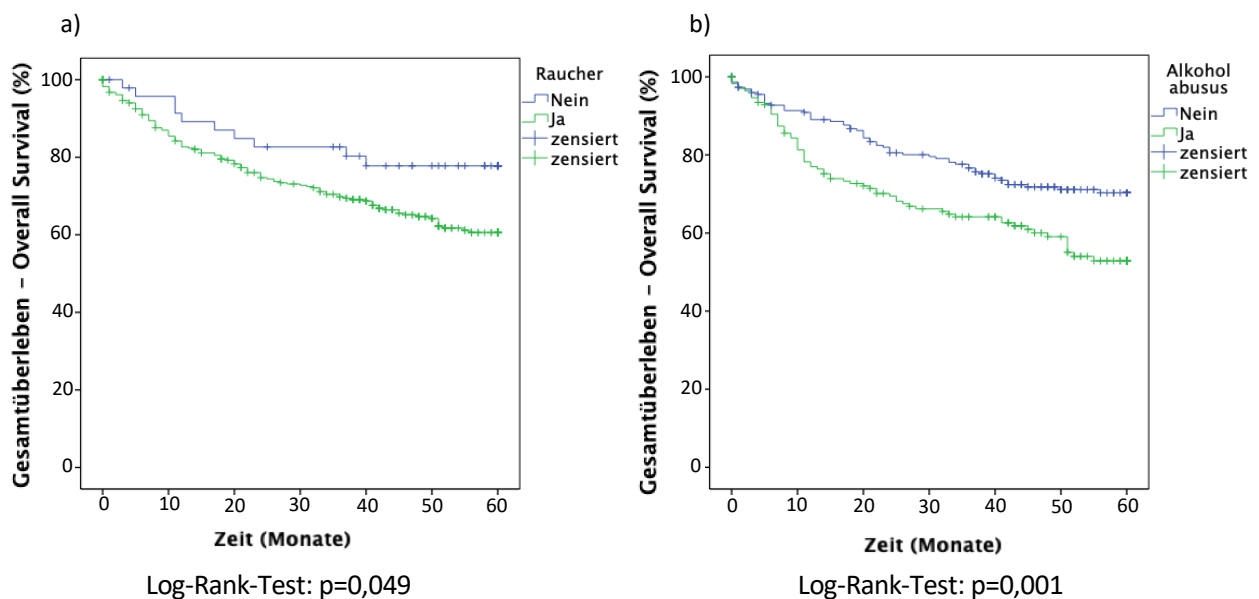 a)
Gesamtüberleben – Overall Survival (%)
100
80
60
40
20
0
0 10 20 30 40 50 60
Zeit (Monate)
Raucher
Nein
Ja
zensiert
zensiert
Log-Rank-Test: p=0,049
b)
Gesamtüberleben – Overall Survival (%)
100
80
60
40
20
0
0 10 20 30 40 50 60
Zeit (Monate)
Alkohol
abusus
Nein
Ja
zensiert
zensiert
Log-Rank-Test: p=0,001